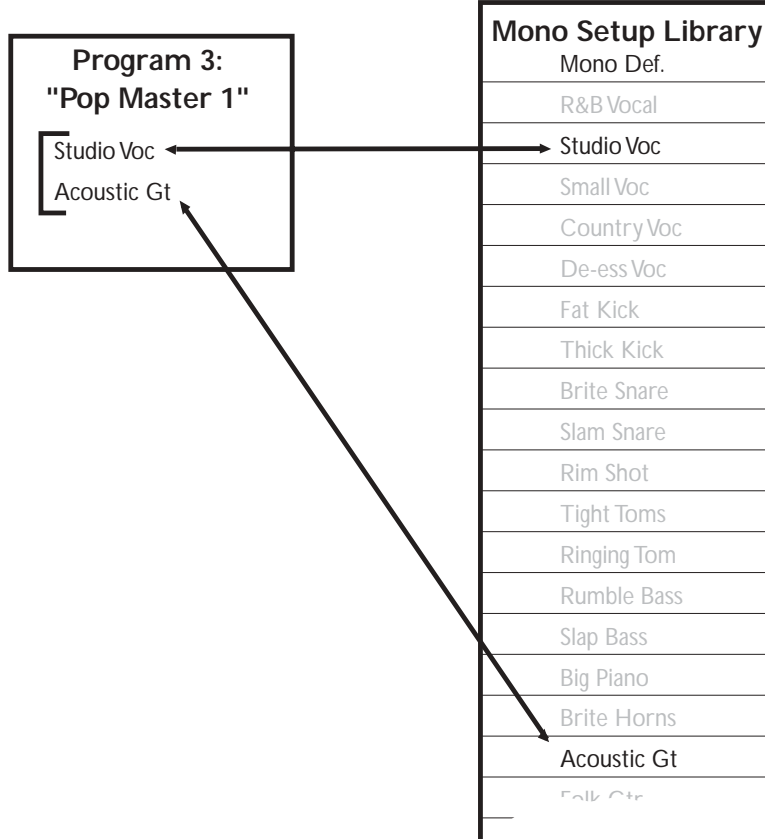 Program 3:
"Pop Master 1"
Studio Voc
Acoustic Gt
Mono Setup Library
Mono Def.
R&B Vocal
Studio Voc
Small Voc
Country Voc
De-ess Voc
Fat Kick
Thick Kick
Brite Snare
Slam Snare
Rim Shot
Tight Toms
Ringing Tom
Rumble Bass
Slap Bass
Big Piano
Brite Horns
Acoustic Gt
Folk Gtr